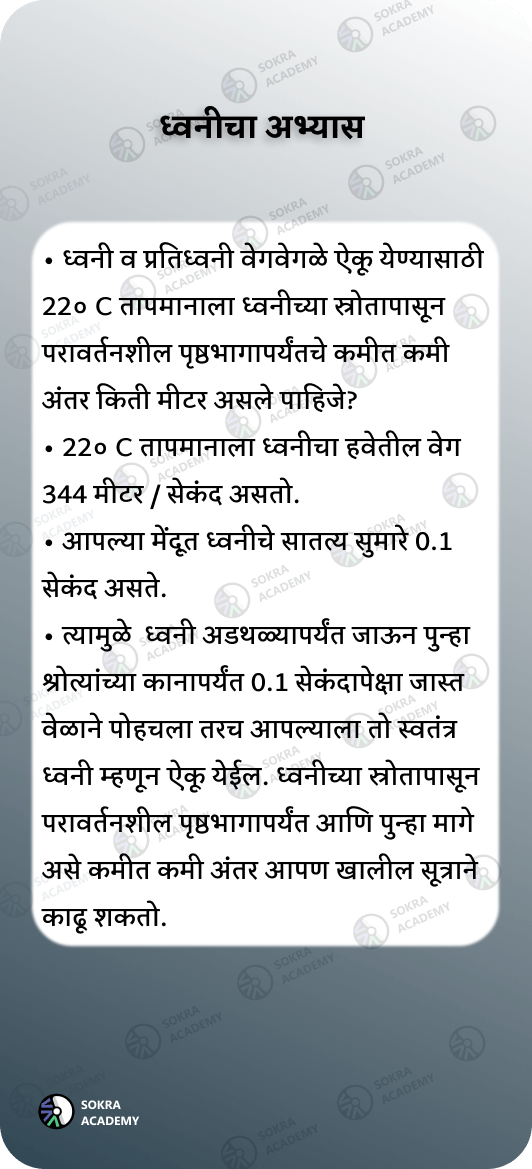 ध्वनीचा अभ्यास
• ध्वनी व प्रतिध्वनी वेगवेगळे ऐकू येण्यासाठी
22० C तापमानाला ध्वनीच्या स्रोतापासून
परावर्तनशील पृष्ठभागापर्यंतचे कमीत कमी
अंतर किती मीटर असले पाहिजे?
• 22० C तापमानाला ध्वनीचा हवेतील वेग
344 मीटर / सेकंद असतो.
• आपल्या मेंदूत ध्वनीचे सातत्य सुमारे 0.1
सेकंद असते.
• त्यामुळे ध्वनी अडथळ्यापर्यंत जाऊन पुन्हा
श्रोत्यांच्या कानापर्यंत 0.1 सेकंदापेक्षा जास्त
वेळाने पोहचला तरच आपल्याला तो स्वतंत्र
ध्वनी म्हणून ऐकू येईल. ध्वनीच्या स्रोतापासून
परावर्तनशील पृष्ठभागापर्यंत आणि पुन्हा मागे
असे कमीत कमी अंतर आपण खालील सूत्राने
काढू शकतो.
SOKRA
ACADEMY